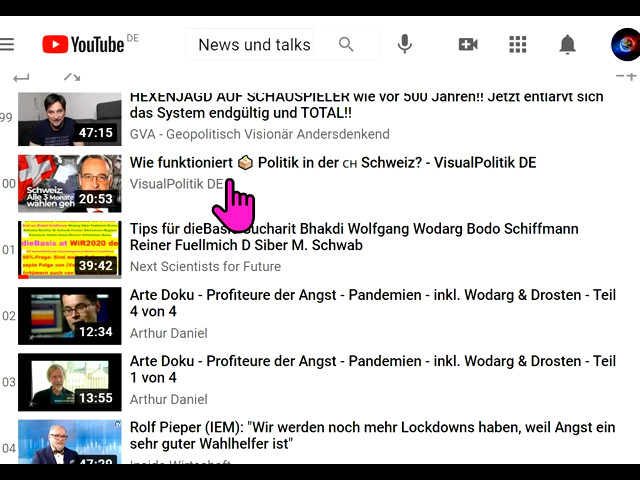 YouTube DE
News und talks
99
HEXENJAGD AUF SCHAUSPIELER wie vor 500 Jahren!! Jetzt entlarvt sich
das System endgültig und TOTAL!!
47:15
GVA - Geopolitisch Visionär Andersdenkend
00
Wie funktioniert 🗳 Politik in der CH Schweiz? - VisualPolitik DE
VisualPolitik DE
Schweiz:
Alle 3 Monate
wählen geh
20:53
01
Tips für dieBasis Sucharit Bhakdi Wolfgang Wodarg Bodo Schiffmann
Reiner Fuellmich D Siber M. Schwab
dieBasis at WiR2020 de
39:42
Next Scientists for Future
02
Arte Doku - Profiteure der Angst - Pandemien - inkl. Wodarg & Drosten - Teil
4 von 4
12:34
Arthur Daniel
03
Arte Doku - Profiteure der Angst - Pandemien - inkl. Wodarg & Drosten - Teil
1 von 4
13:55
Arthur Daniel
04
Rolf Pieper (IEM): "Wir werden noch mehr Lockdowns haben, weil Angst ein
sehr guter Wahlhelfer ist"